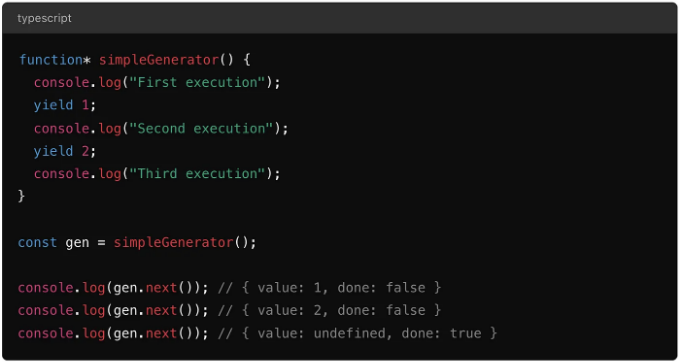 typescript
function* simpleGenerator() {
  console.log("First execution");
  yield 1;
  console.log("Second execution");
  yield 2;
  console.log("Third execution");
}
const gen = simpleGenerator();
console.log(gen.next()); // { value: 1, done: false }
console.log(gen.next()); // { value: 2, done: false }
console.log(gen.next()); // { value: undefined, done: true }